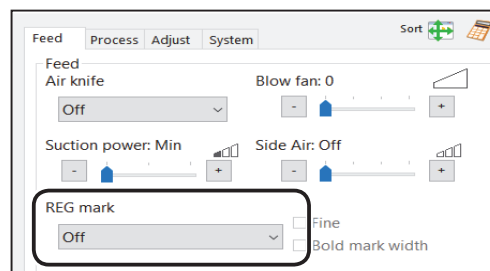 Sort
Feed Process Adjust System
Feed
Air knife Blow fan: 0
Off - +
Suction power: Min Side Air: Off
- + - +
REG mark
Off Fine
Bold mark width